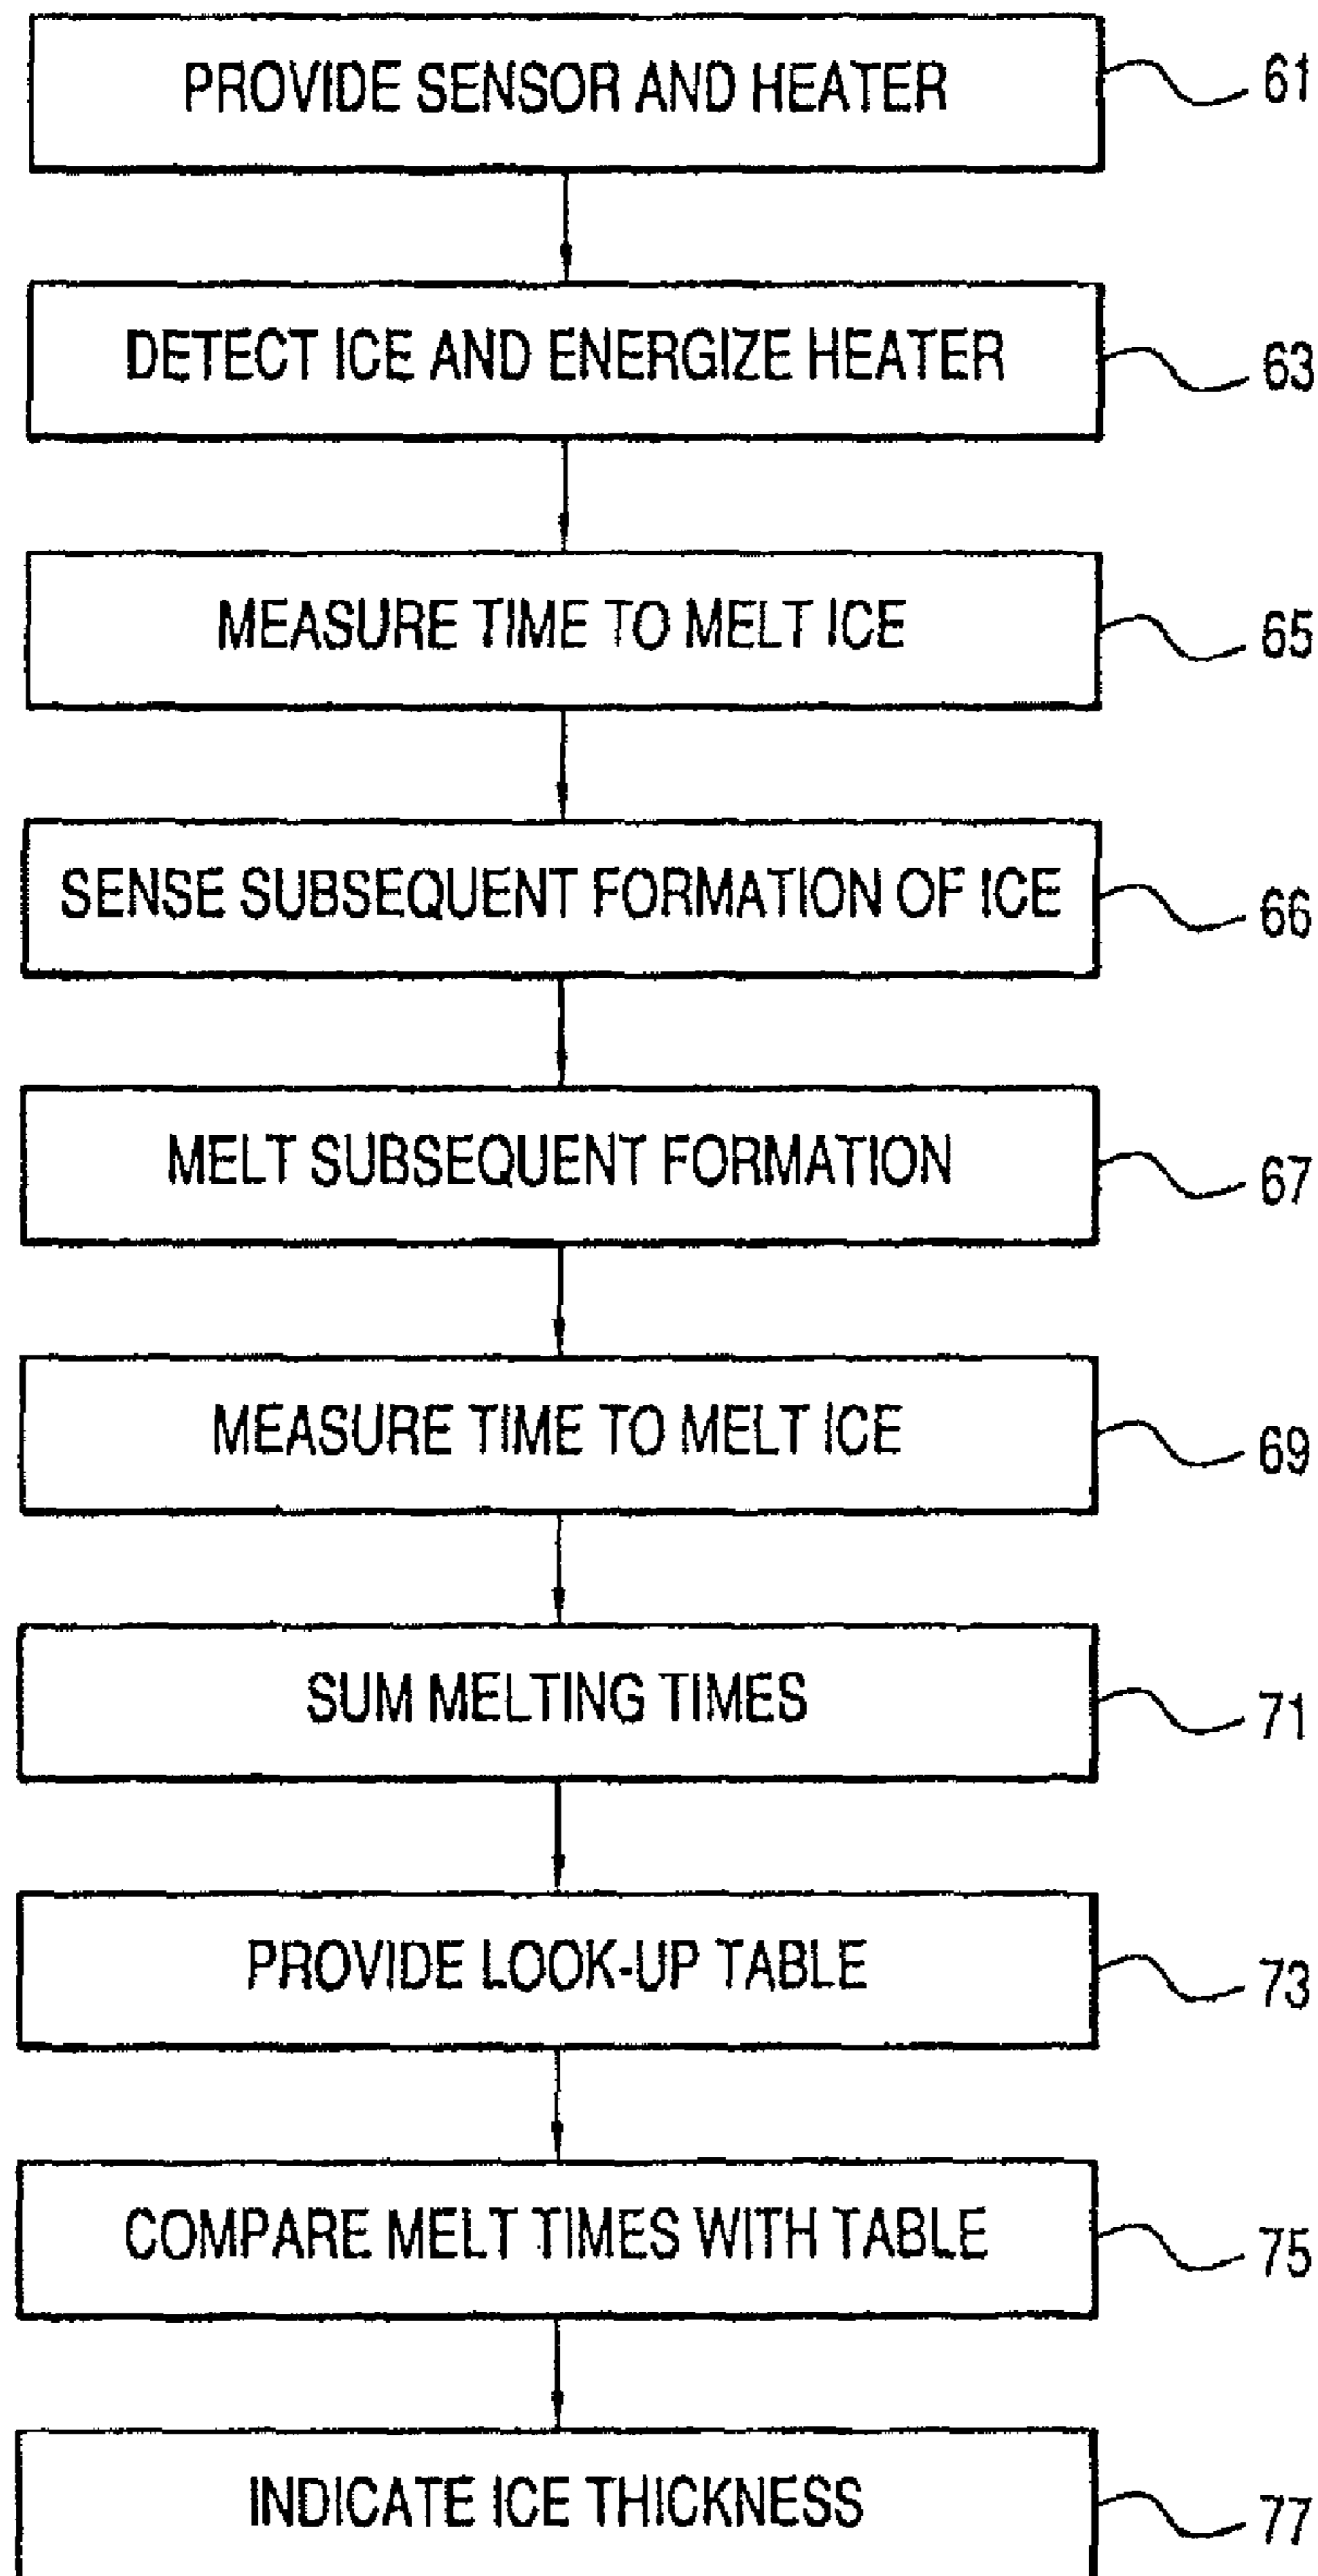 PROVIDE SENSOR AND HEATER 61
DETECT ICE AND ENERGIZE HEATER 63
MEASURE TIME TO MELT ICE 65
SENSE SUBSEQUENT FORMATION OF ICE 66
MELT SUBSEQUENT FORMATION 67
MEASURE TIME TO MELT ICE 69
SUM MELTING TIMES 71
PROVIDE LOOK-UP TABLE 73
COMPARE MELT TIMES WITH TABLE 75
INDICATE ICE THICKNESS 77